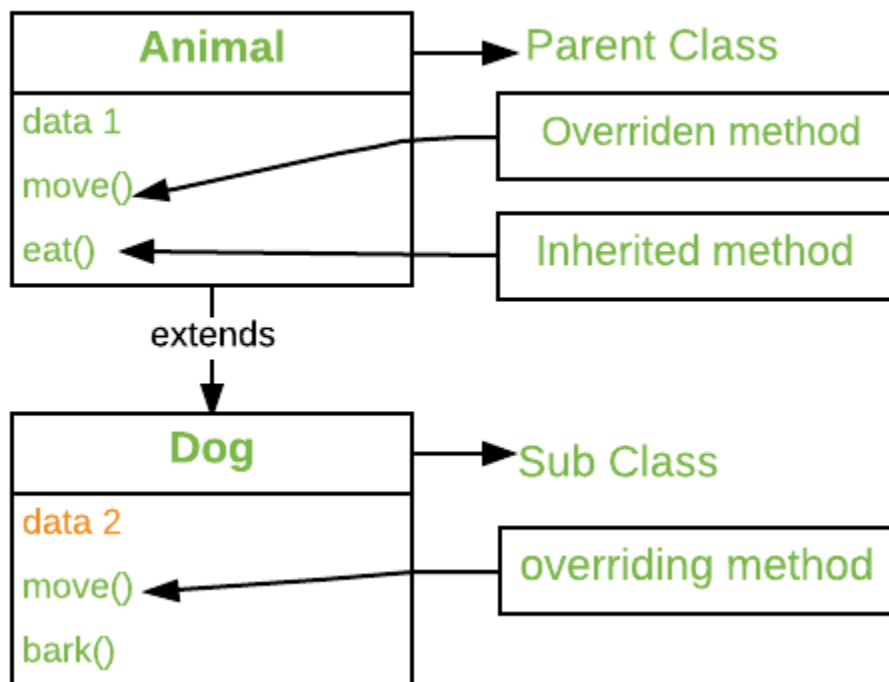 Animal
Parent Class
data 1
Overriden method
move()
eat()
Inherited method
extends
Dog
Sub Class
data 2
move()
overriding method
bark()